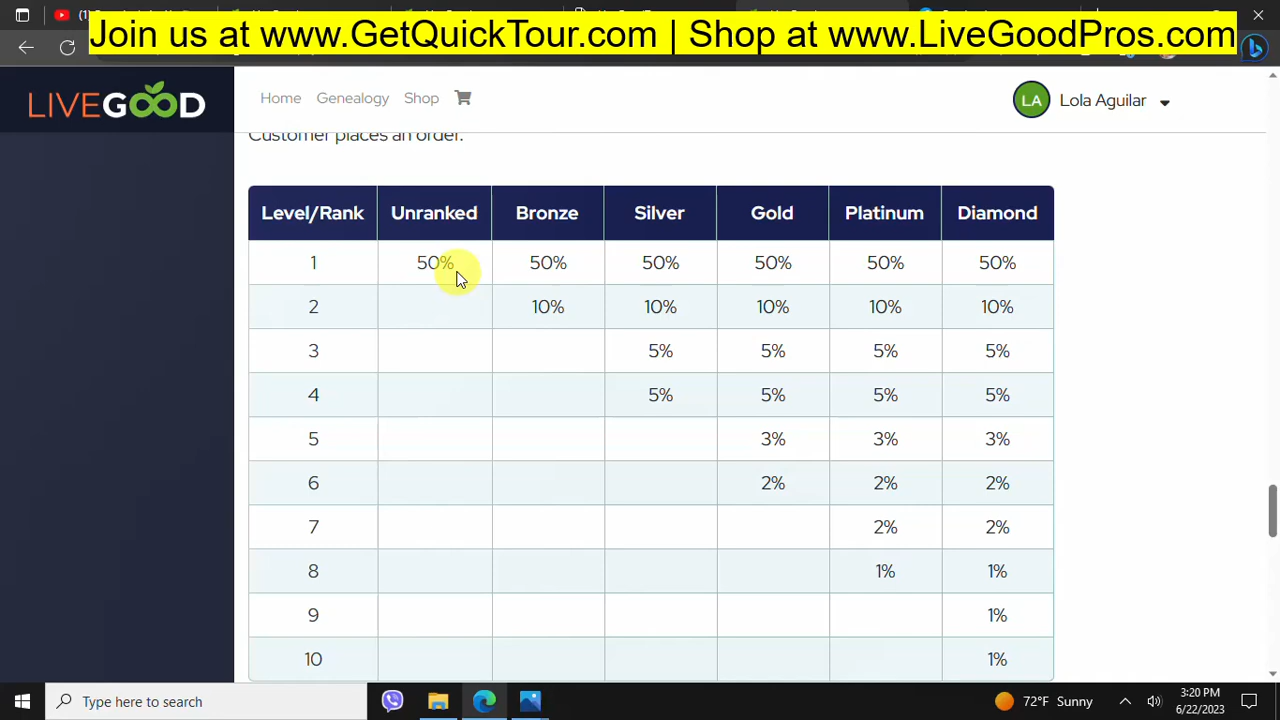 Join us at www.GetQuickTour.com | Shop at www.LiveGoodPros.com
LIVEGOOD
Home Genealogy Shop
LA Lola Aguilar
Customer places an order.
Level/Rank Unranked Bronze Silver Gold Platinum Diamond
1 50% 50% 50% 50% 50% 50%
2 10% 10% 10% 10% 10%
3 5% 5% 5% 5%
4 5% 5% 5% 5%
5 3% 3% 3%
6 2% 2% 2%
7 2% 2%
8 1% 1%
9 1%
10 1%
Type here to search
72°F Sunny
3:20 PM
6/22/2023